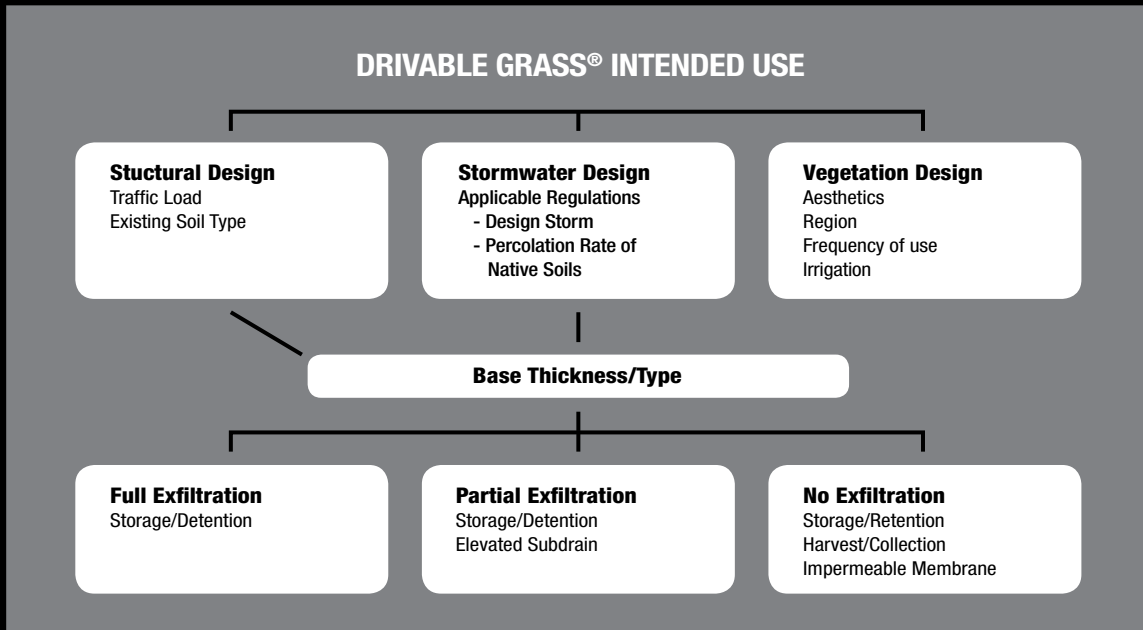 DRIVABLE GRASS® INTENDED USE
Stuctural Design
Traffic Load
Existing Soil Type
Stormwater Design
Applicable Regulations
- Design Storm
- Percolation Rate of
Native Soils
Vegetation Design
Aesthetics
Region
Frequency of use
Irrigation
Base Thickness/Type
Full Exfiltration
Storage/Detention
Partial Exfiltration
Storage/Detention
Elevated Subdrain
No Exfiltration
Storage/Retention
Harvest/Collection
Impermeable Membrane